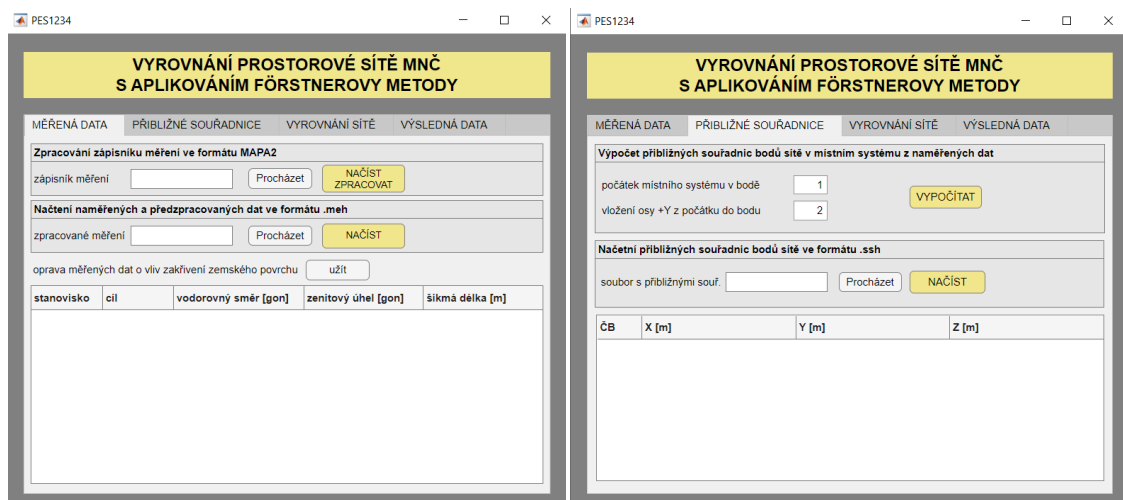 PES1234
VYROVNÁNÍ PROSTOROVÉ SÍTĚ MNČ
S APLIKOVÁNÍM FÖRSTNEROVY METODY
MĚŘENÁ DATA PŘIBLIŽNÉ SOUŘADNICE VYROVNÁNÍ SÍTĚ VÝSLEDNÁ DATA
Zpracování zápisníku měření ve formátu MAPA2
zápisník měření Procházet NAČÍST
ZPRACOVAT
Načtení naměřených a předzpracovaných dat ve formátu .meh
zpracované měření Procházet NAČÍST
oprava měřených dat o vliv zakřivení zemského povrchu užít
stanovisko cíl vodorovný směr [gon] zenitový úhel [gon] šikmá délka [m]
PES1234
VYROVNÁNÍ PROSTOROVÉ SÍTĚ MNČ
S APLIKOVÁNÍM FÖRSTNEROVY METODY
MĚŘENÁ DATA PŘIBLIŽNÉ SOUŘADNICE VYROVNÁNÍ SÍTĚ VÝSLEDNÁ DATA
Výpočet přibližných souřadnic bodů sítě v místním systému z naměřených dat
počátek místního systému v bodě 1
VYPOČÍTAT
vložení osy +Y z počátku do bodu 2
Načetní přibližných souřadnic bodů sítě ve formátu .ssh
soubor s přibližnými souř. Procházet NAČÍST
ČB X [m] Y [m] Z [m]